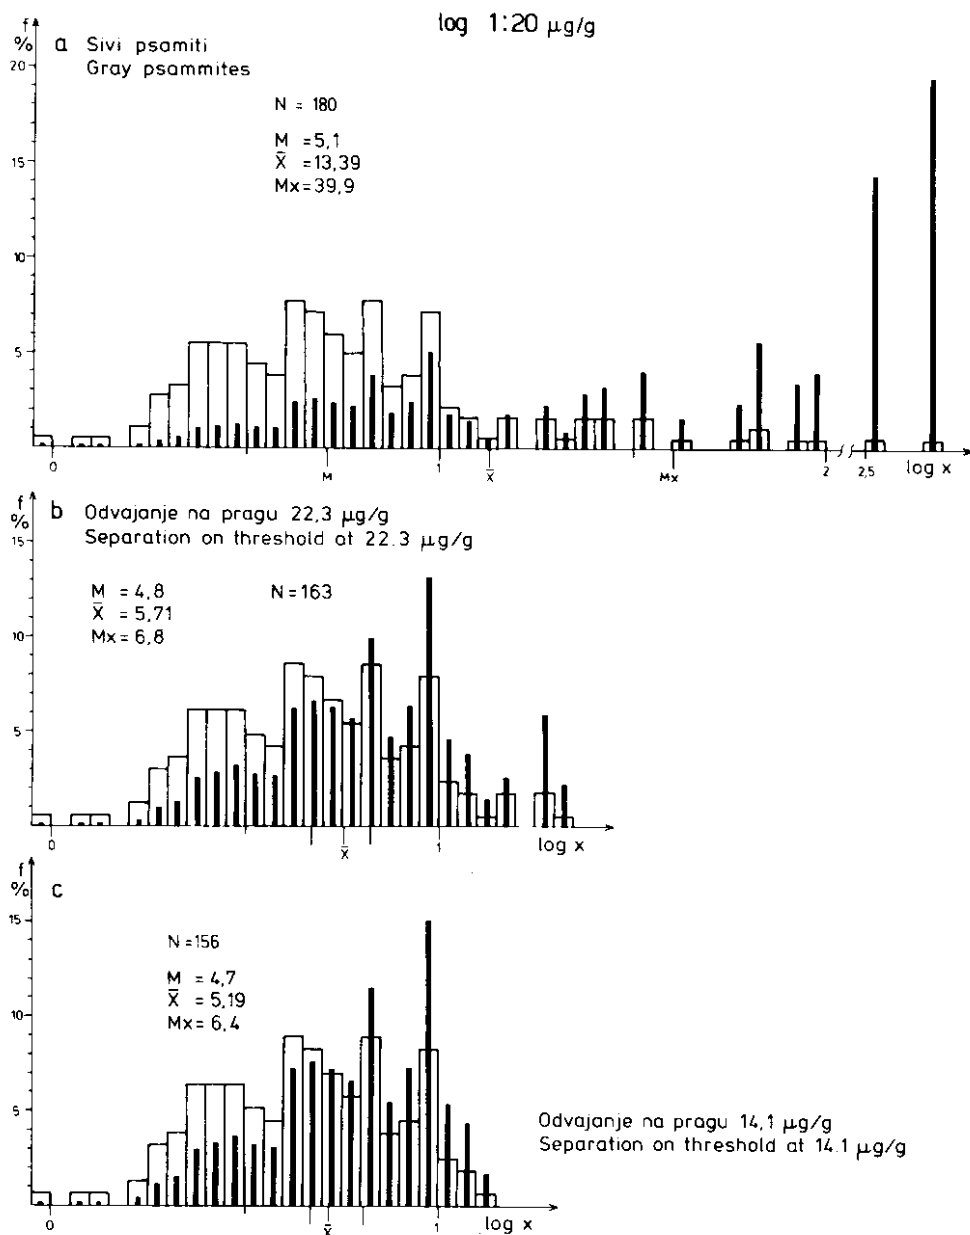 log 1:20 µg/g
f
%
a Sivi psamiti
Gray psammites
20
15
10
5
N = 180
M = 5,1
X̄ = 13,39
Mx = 39,9
0
M̄
1
X̄
Mx
2
2,5
log x
f
%
b Odvajanje na pragu 22,3 µg/g
Separation on threshold at 22.3 µg/g
15
10
5
M = 4,8
X̄ = 5,71
Mx = 6,8
N = 163
0
X̄
1
log x
f
%
c
15
10
5
N = 156
M = 4,7
X̄ = 5,19
Mx = 6,4
Odvajanje na pragu 14,1 µg/g
Separation on threshold at 14.1 µg/g
0
X̄
1
log x